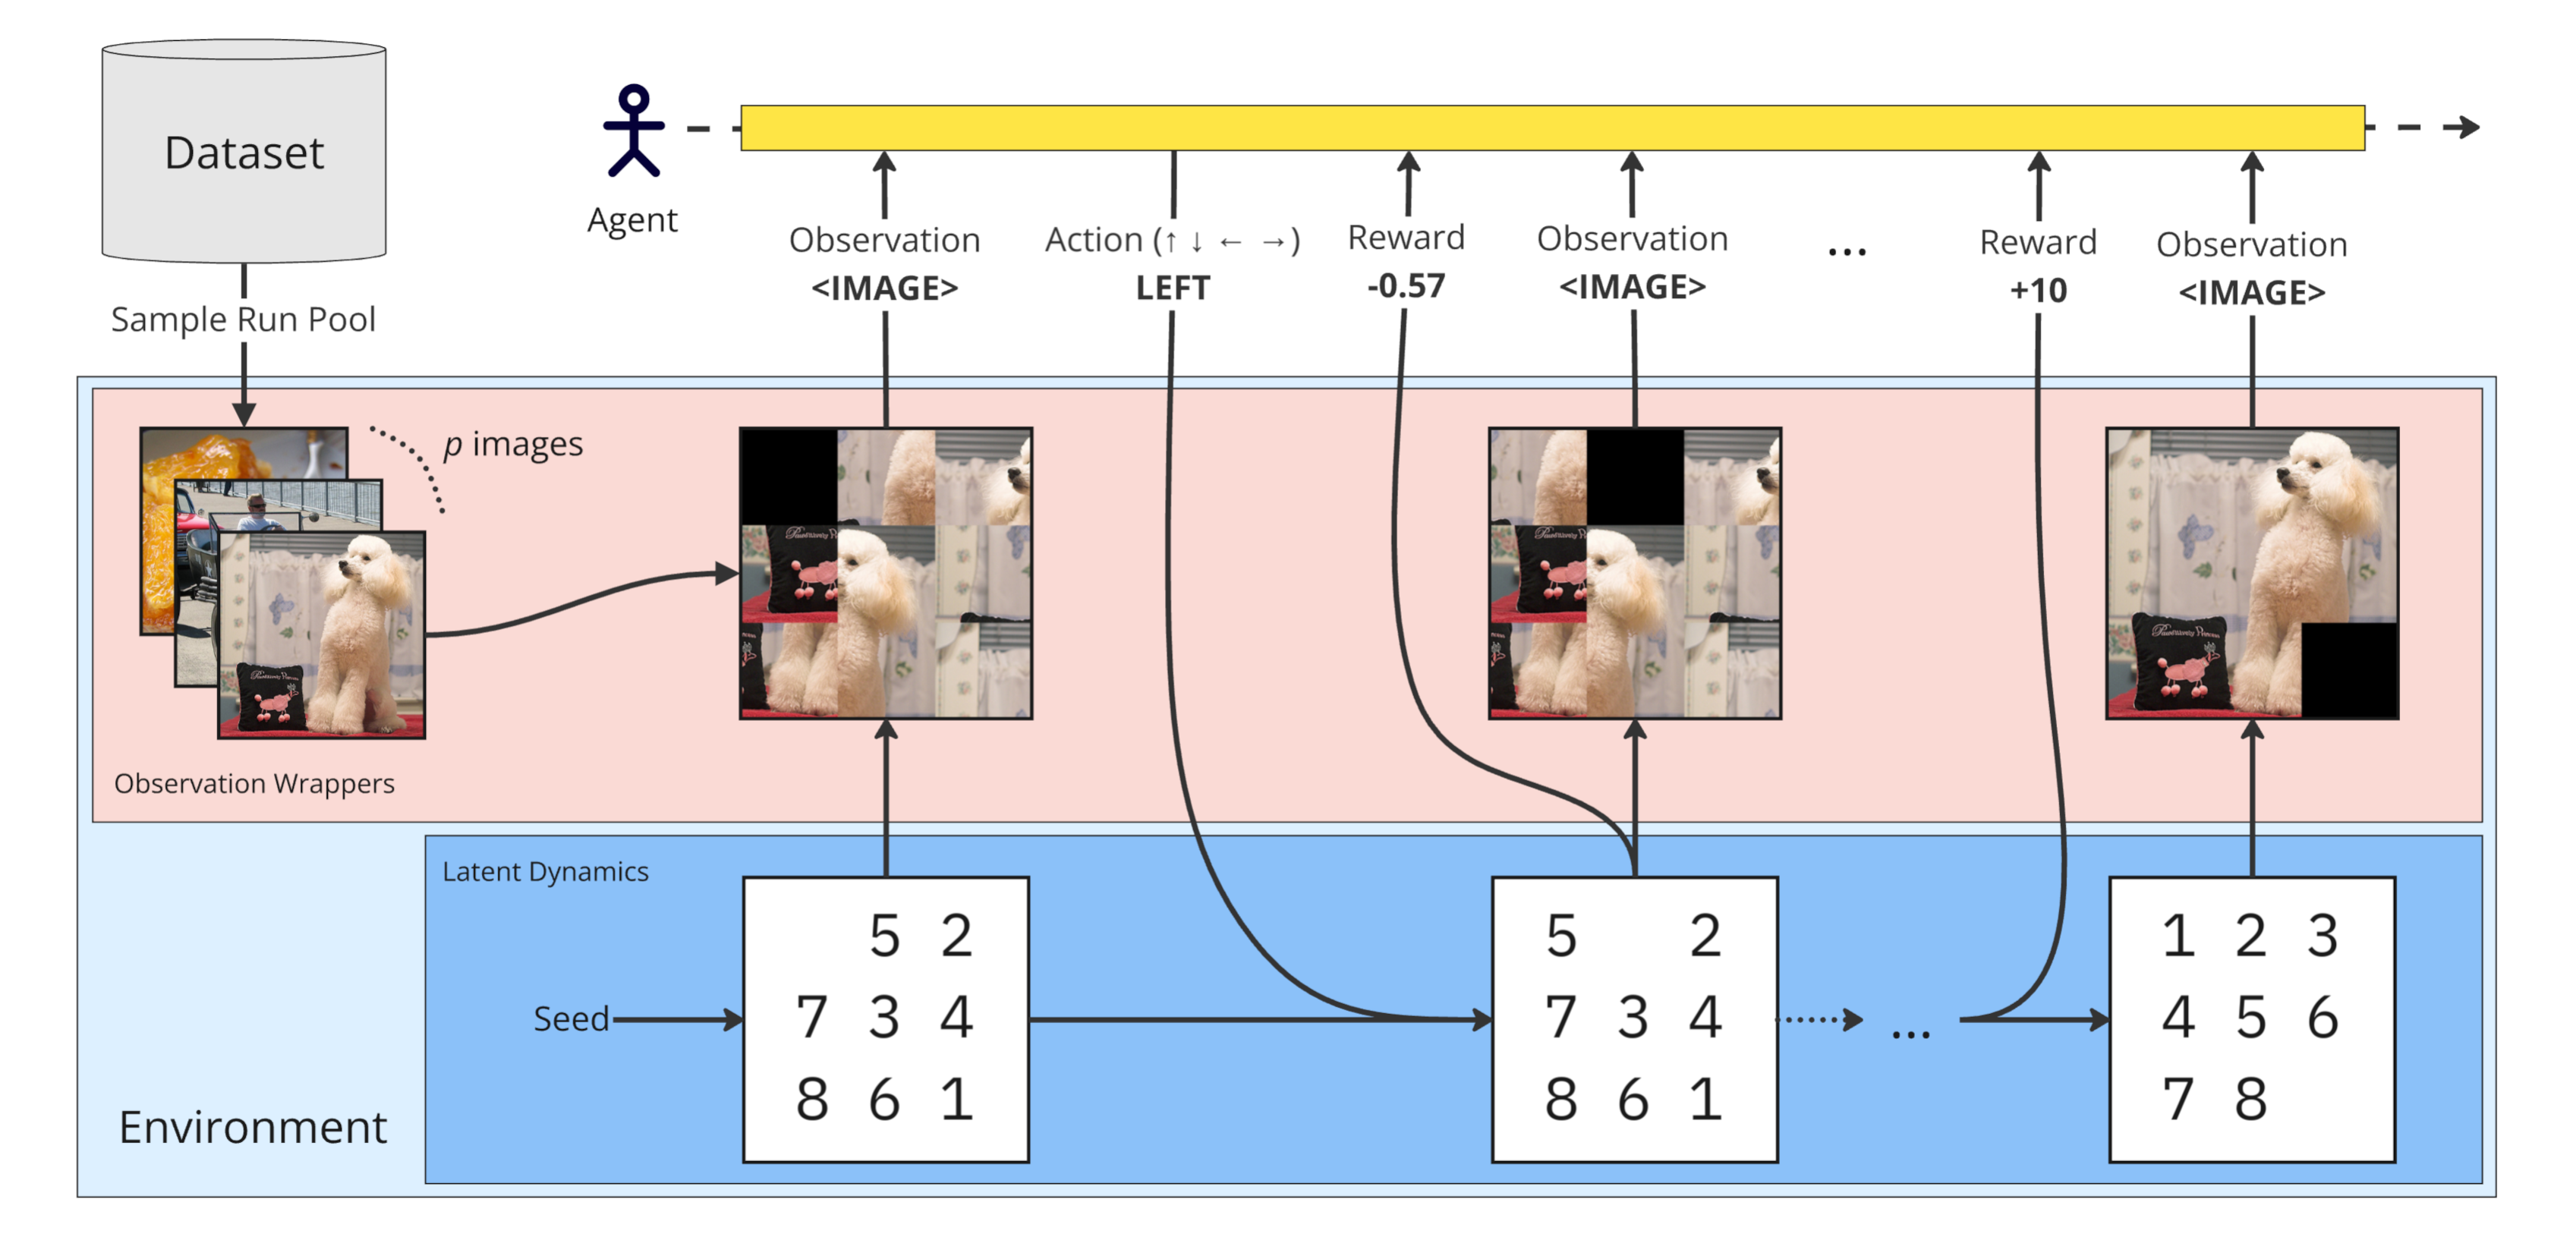 Dataset
Sample Run Pool
Agent
Observation
<IMAGE>
Action (↑ ↓ ← →)
LEFT
Reward
-0.57
Observation
<IMAGE>
...
Reward
+10
Observation
<IMAGE>
p images
Observation Wrappers
Latent Dynamics
Seed
5 2
7 3 4
8 6 1
5 2
7 3 4
8 6 1
...
1 2 3
4 5 6
7 8
Environment